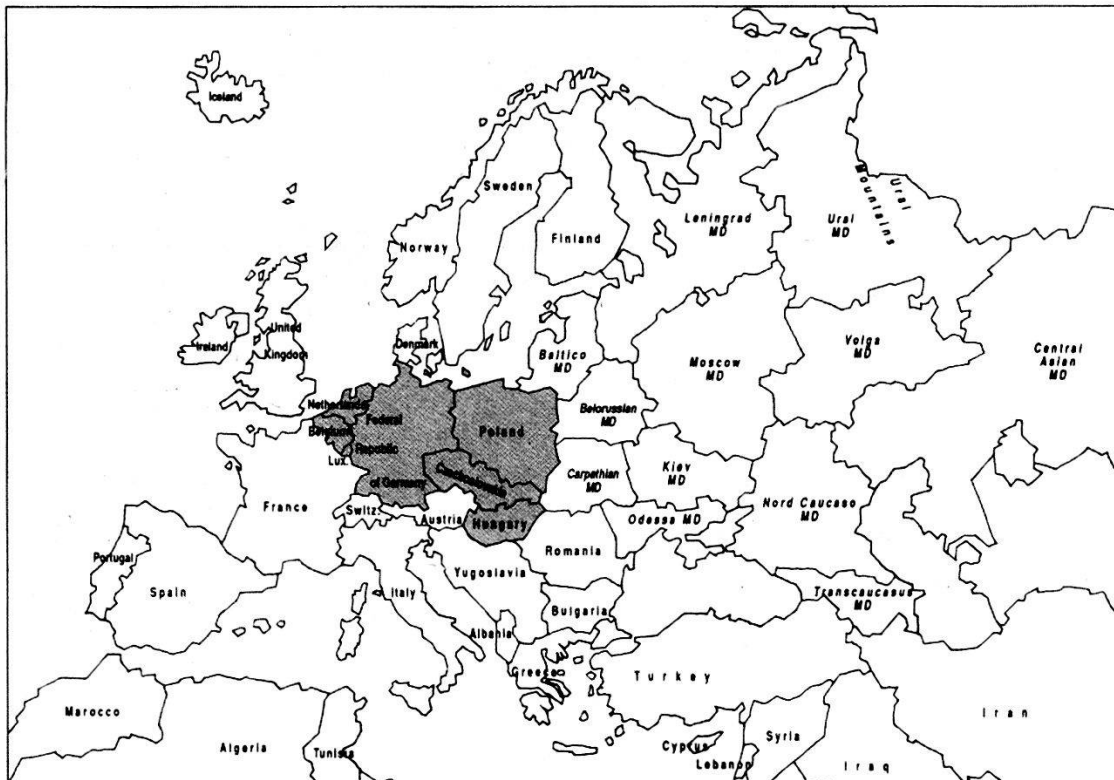 Iceland
Sweden
Norway
Finland
Leningrad
MD
Ural
MD
Ural
Mountains
United
Kingdom
Ireland
Denmark
Baltico
MD
Moscow
MD
Volga
MD
Central
Asian
MD
Netherlands
Belgium
Lux.
Federal
Republic
of Germany
Poland
Belorussian
MD
Czechoslovakia
Carpathian
MD
Kiev
MD
France
Switz.
Austria
Hungary
Odessa MD
Nord Caucaso
MD
Romania
Portugal
Spain
Italy
Yugoslavia
Bulgaria
Transcaucasus
MD
Albania
Greece
Turkey
Marocco
Algeria
Tunisia
Cyprus
Lebanon
Syria
Iraq
Iran